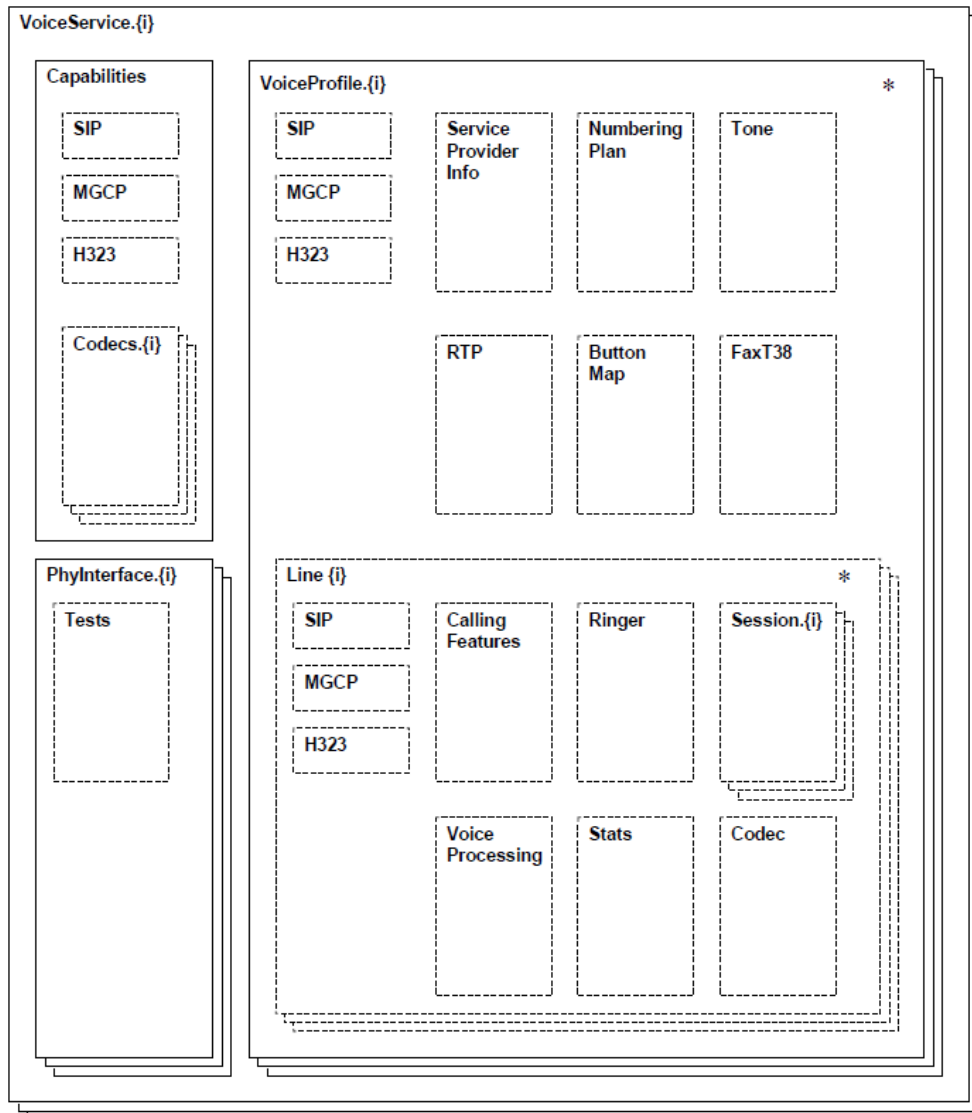 VoiceService.{i}
Capabilities
SIP
MGCP
H323
Codecs.{i}
VoiceProfile.{i}
*
SIP
MGCP
H323
Service
Provider
Info
Numbering
Plan
Tone
RTP
Button
Map
FaxT38
PhyInterface.{i}
Tests
Line {i}
*
SIP
MGCP
H323
Calling
Features
Ringer
Session.{i}
Voice
Processing
Stats
Codec